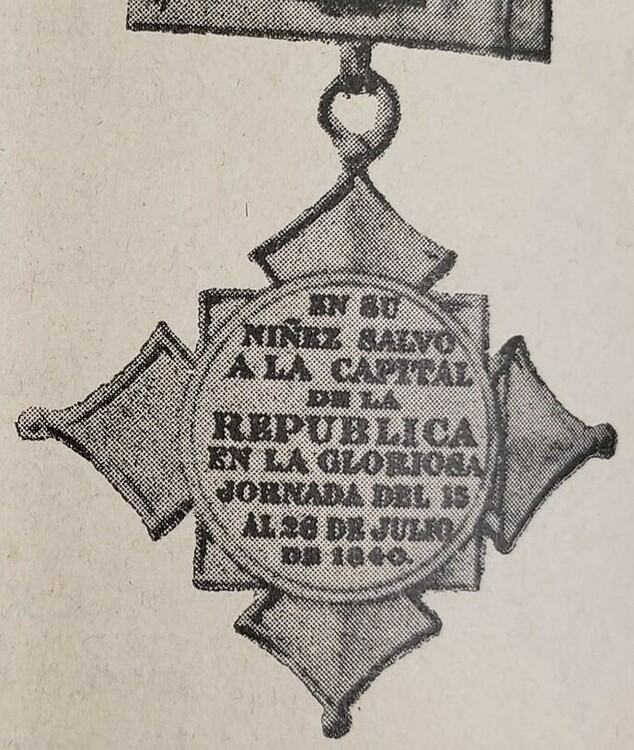 EN SU
NIÑEZ SALVO
A LA CAPITAL
DE LA
REPUBLICA
EN LA GLORIOSA
JORNADA DEL 15
AL 26 DE JULIO
DE 1840.